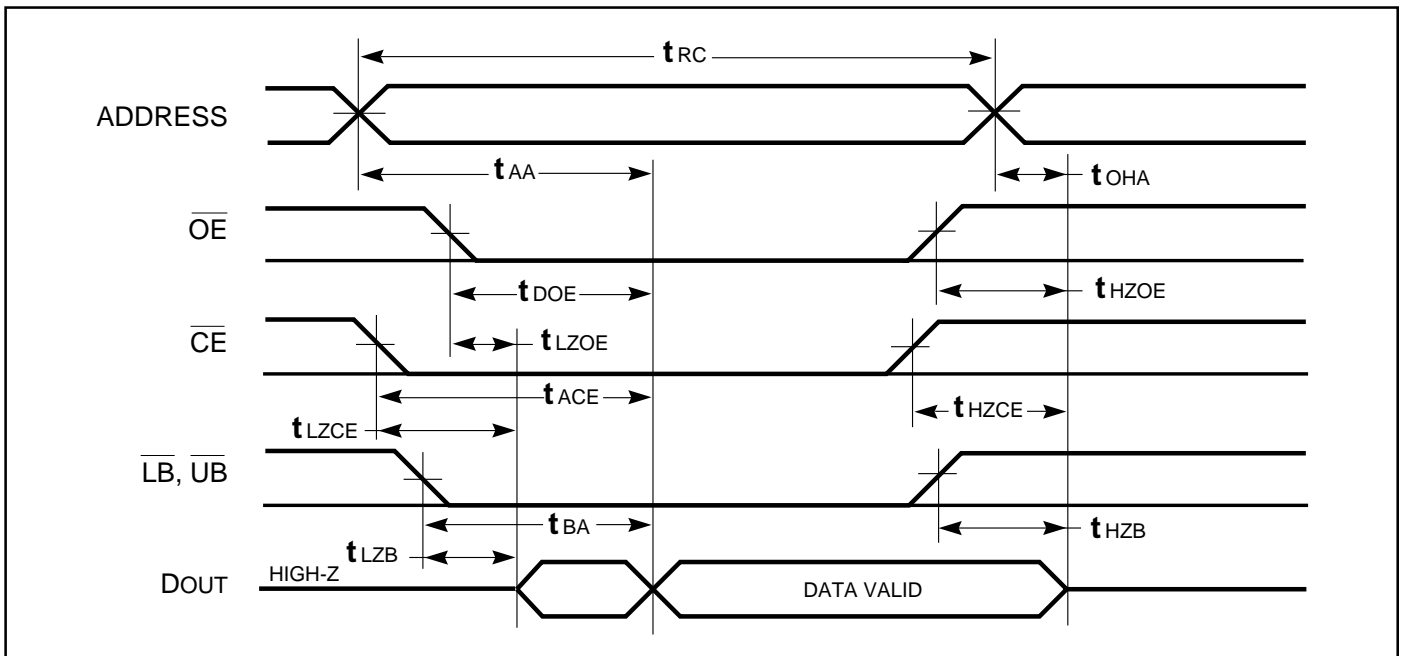 tRC
ADDRESS
tAA
tOHA
OE
tDOE
tHZOE
CE
tLZOE
tACE
tHZCE
tLZCE
LB, UB
tBA
tHZB
tLZB
DOUT
HIGH-Z
DATA VALID